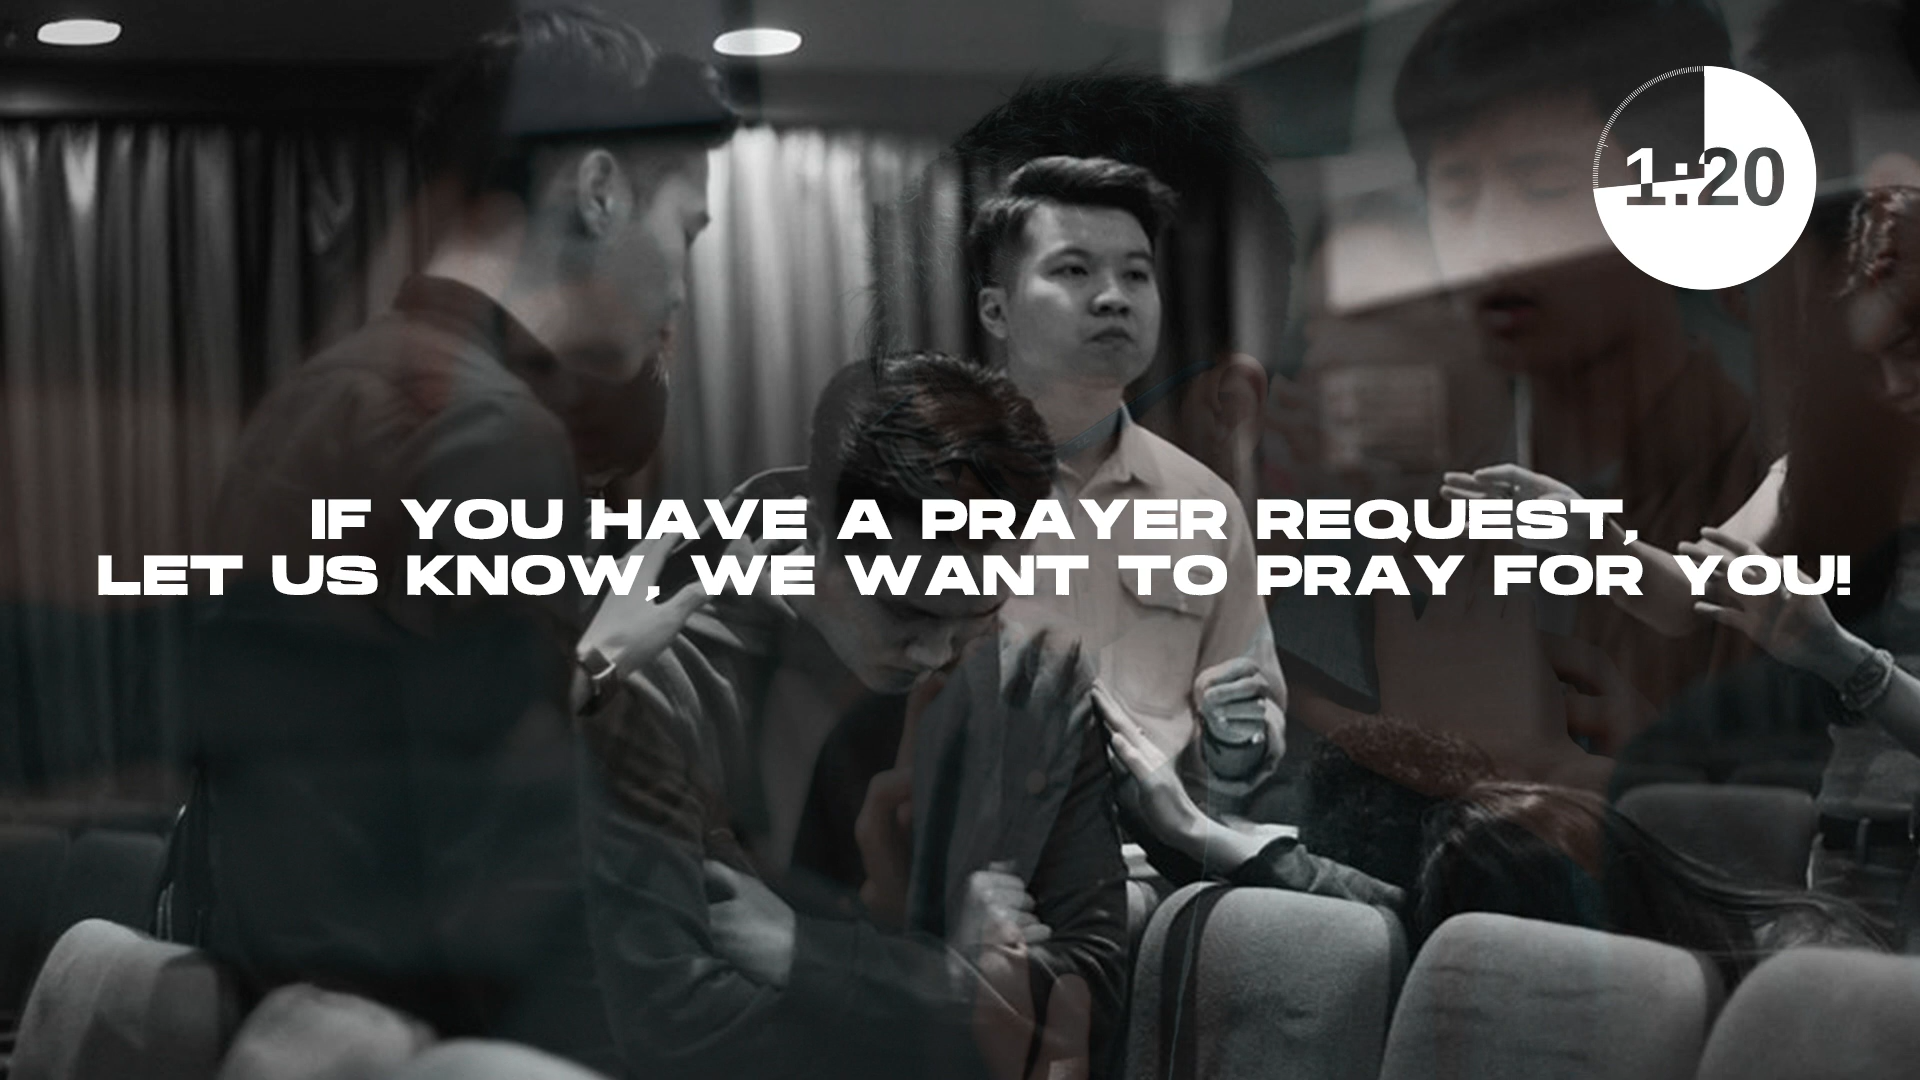 1:20
IF YOU HAVE A PRAYER REQUEST,
LET US KNOW, WE WANT TO PRAY FOR YOU!